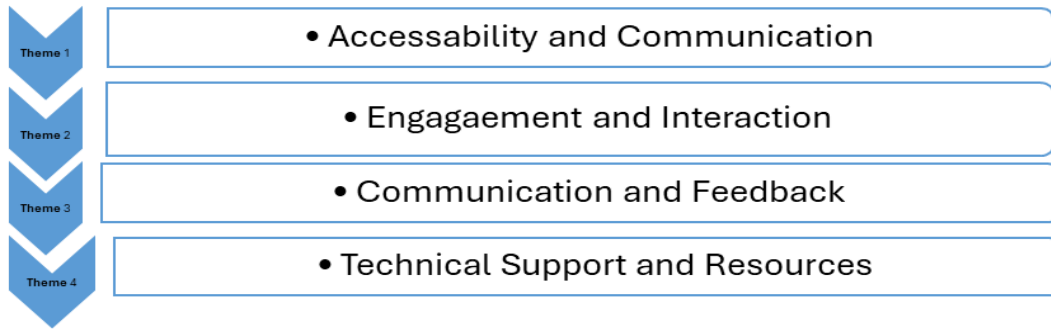 Theme 1
• Accessability and Communication
Theme 2
• Engagaement and Interaction
Theme 3
• Communication and Feedback
Theme 4
• Technical Support and Resources